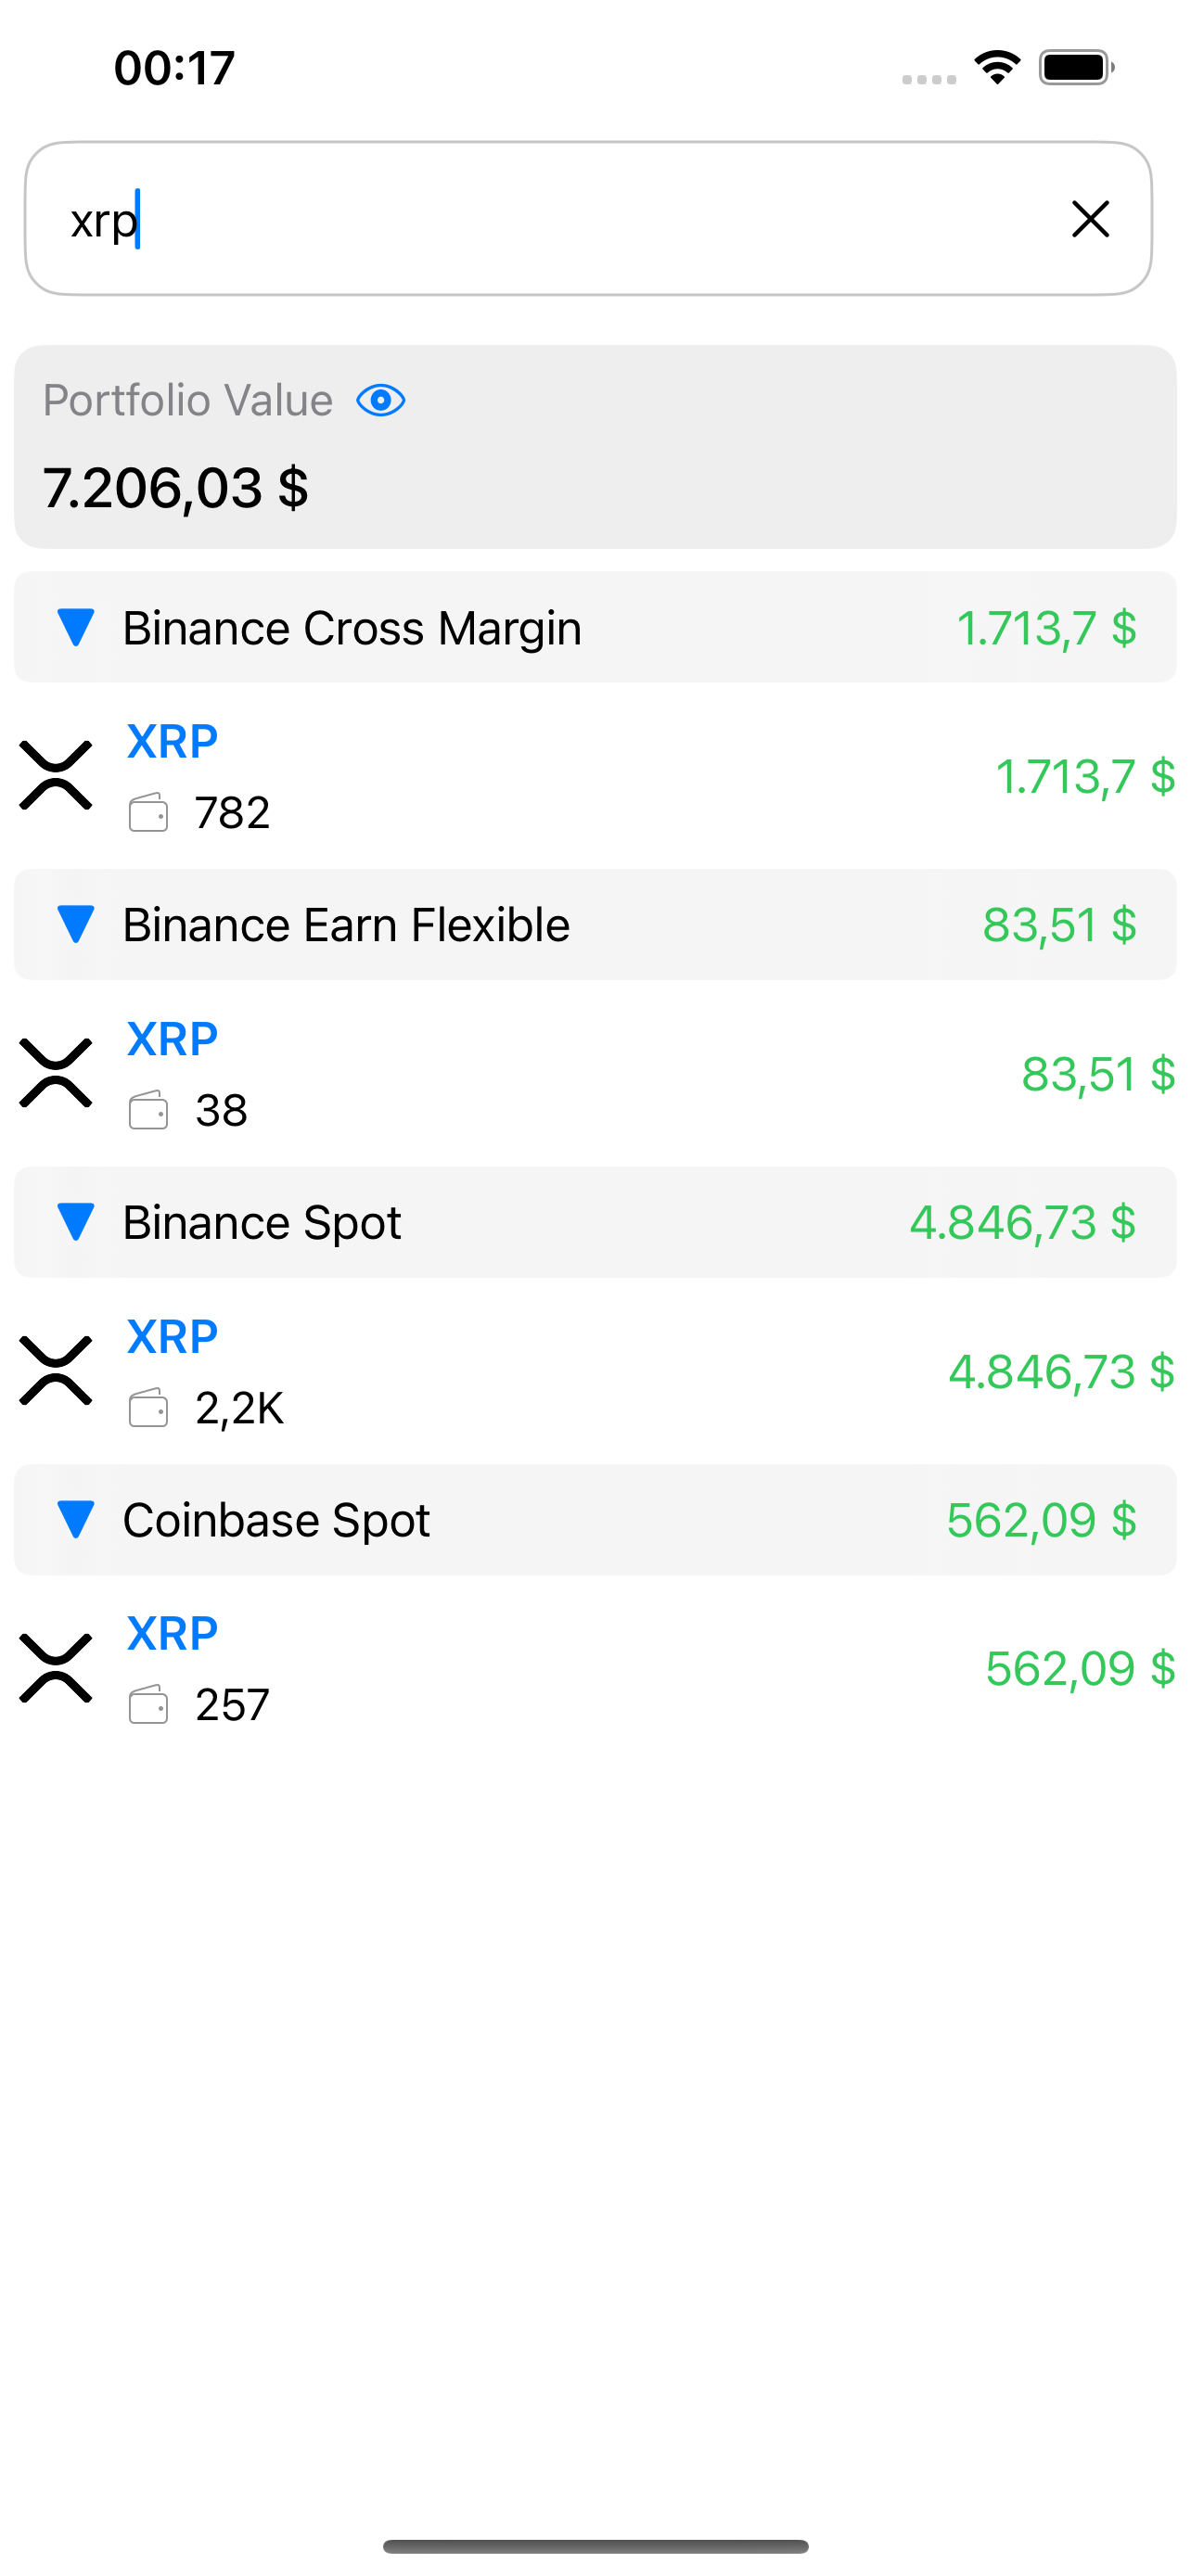 00:17
xrp
Portfolio Value
7.206,03 $
Binance Cross Margin 1.713,7 $
XRP
1.713,7 $
782
Binance Earn Flexible 83,51 $
XRP
83,51 $
38
Binance Spot 4.846,73 $
XRP
4.846,73 $
2,2K
Coinbase Spot 562,09 $
XRP
562,09 $
257